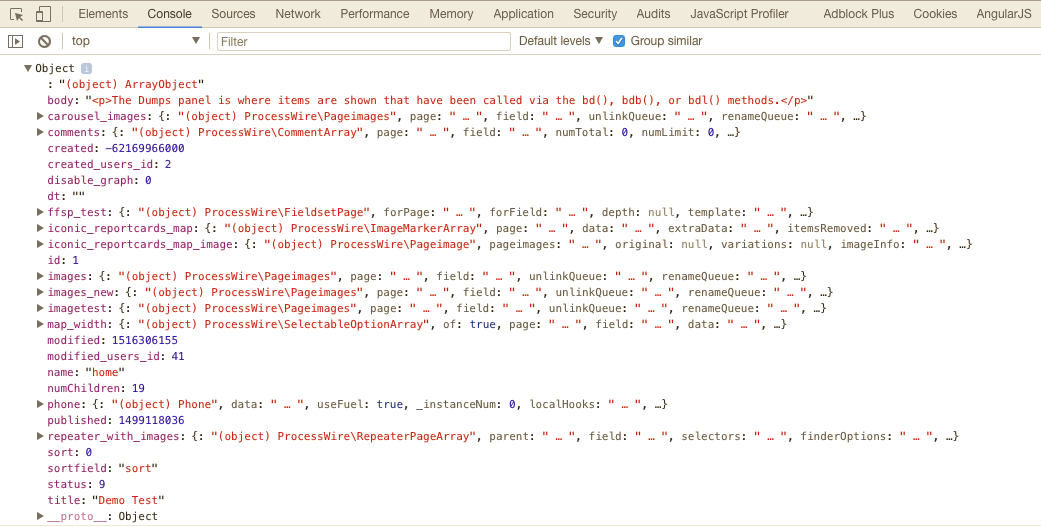 Elements Console Sources Network Performance Memory Application Security Audits JavaScript Profiler Adblock Plus Cookies AngularJS
top Filter Default levels Group similar
Object i
: "(object) ArrayObject"
body: "<p>The Dumps panel is where items are shown that have been called via the bd(), bdb(), or bdl() methods.</p>"
carousel_images: {: "(object) ProcessWire\Pageimages", page: " … ", field: " … ", unlinkQueue: " … ", renameQueue: " … ", …}
comments: {: "(object) ProcessWire\CommentArray", page: " … ", field: " … ", numTotal: 0, numLimit: 0, …}
created: -62169966000
created_users_id: 2
disable_graph: 0
dt: ""
ffsp_test: {: "(object) ProcessWire\FieldsetPage", forPage: " … ", forField: " … ", depth: null, template: " … ", …}
iconic_reportcards_map: {: "(object) ProcessWire\ImageMarkerArray", page: " … ", data: " … ", extraData: " … ", itemsRemoved: " … ", …}
iconic_reportcards_map_image: {: "(object) ProcessWire\Pageimage", pageimages: " … ", original: null, variations: null, imageInfo: " … ", …}
id: 1
images: {: "(object) ProcessWire\Pageimages", page: " … ", field: " … ", unlinkQueue: " … ", renameQueue: " … ", …}
images_new: {: "(object) ProcessWire\Pageimages", page: " … ", field: " … ", unlinkQueue: " … ", renameQueue: " … ", …}
imagetest: {: "(object) ProcessWire\Pageimages", page: " … ", field: " … ", unlinkQueue: " … ", renameQueue: " … ", …}
map_width: {: "(object) ProcessWire\SelectableOptionArray", of: true, page: " … ", field: " … ", data: " … ", …}
modified: 1516306155
modified_users_id: 41
name: "home"
numChildren: 19
phone: {: "(object) Phone", data: " … ", useFuel: true, _instanceNum: 0, localHooks: " … ", …}
published: 1499118036
repeater_with_images: {: "(object) ProcessWire\RepeaterPageArray", parent: " … ", field: " … ", selectors: " … ", finderOptions: " … ", …}
sort: 0
sortfield: "sort"
status: 9
title: "Demo Test"
__proto__: Object